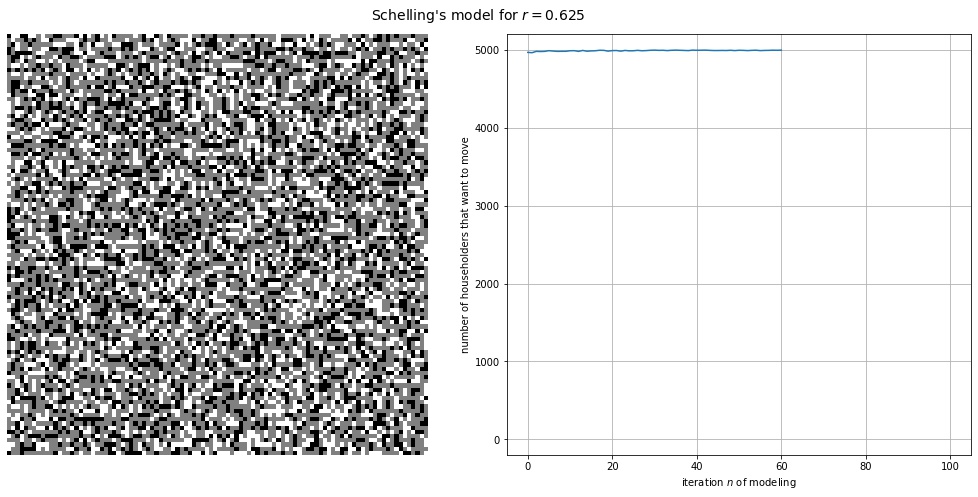 Schelling's model for r = 0.625
number of householders that want to move
5000
4000
3000
2000
1000
0
0 20 40 60 80 100
iteration n of modeling